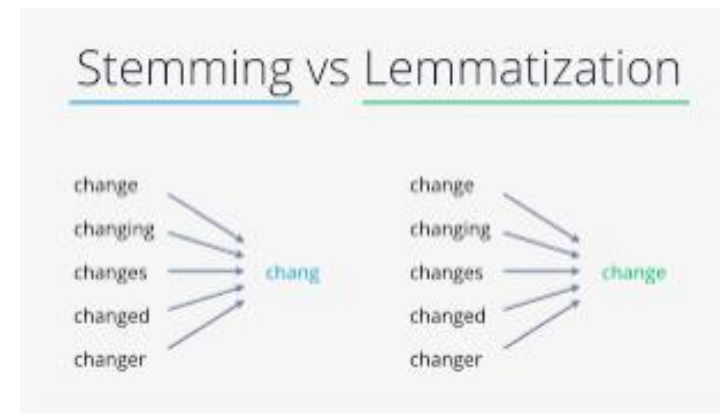 Stemming vs Lemmatization
change
changing
changes
changed
changer
chang
change
changing
changes
changed
changer
change